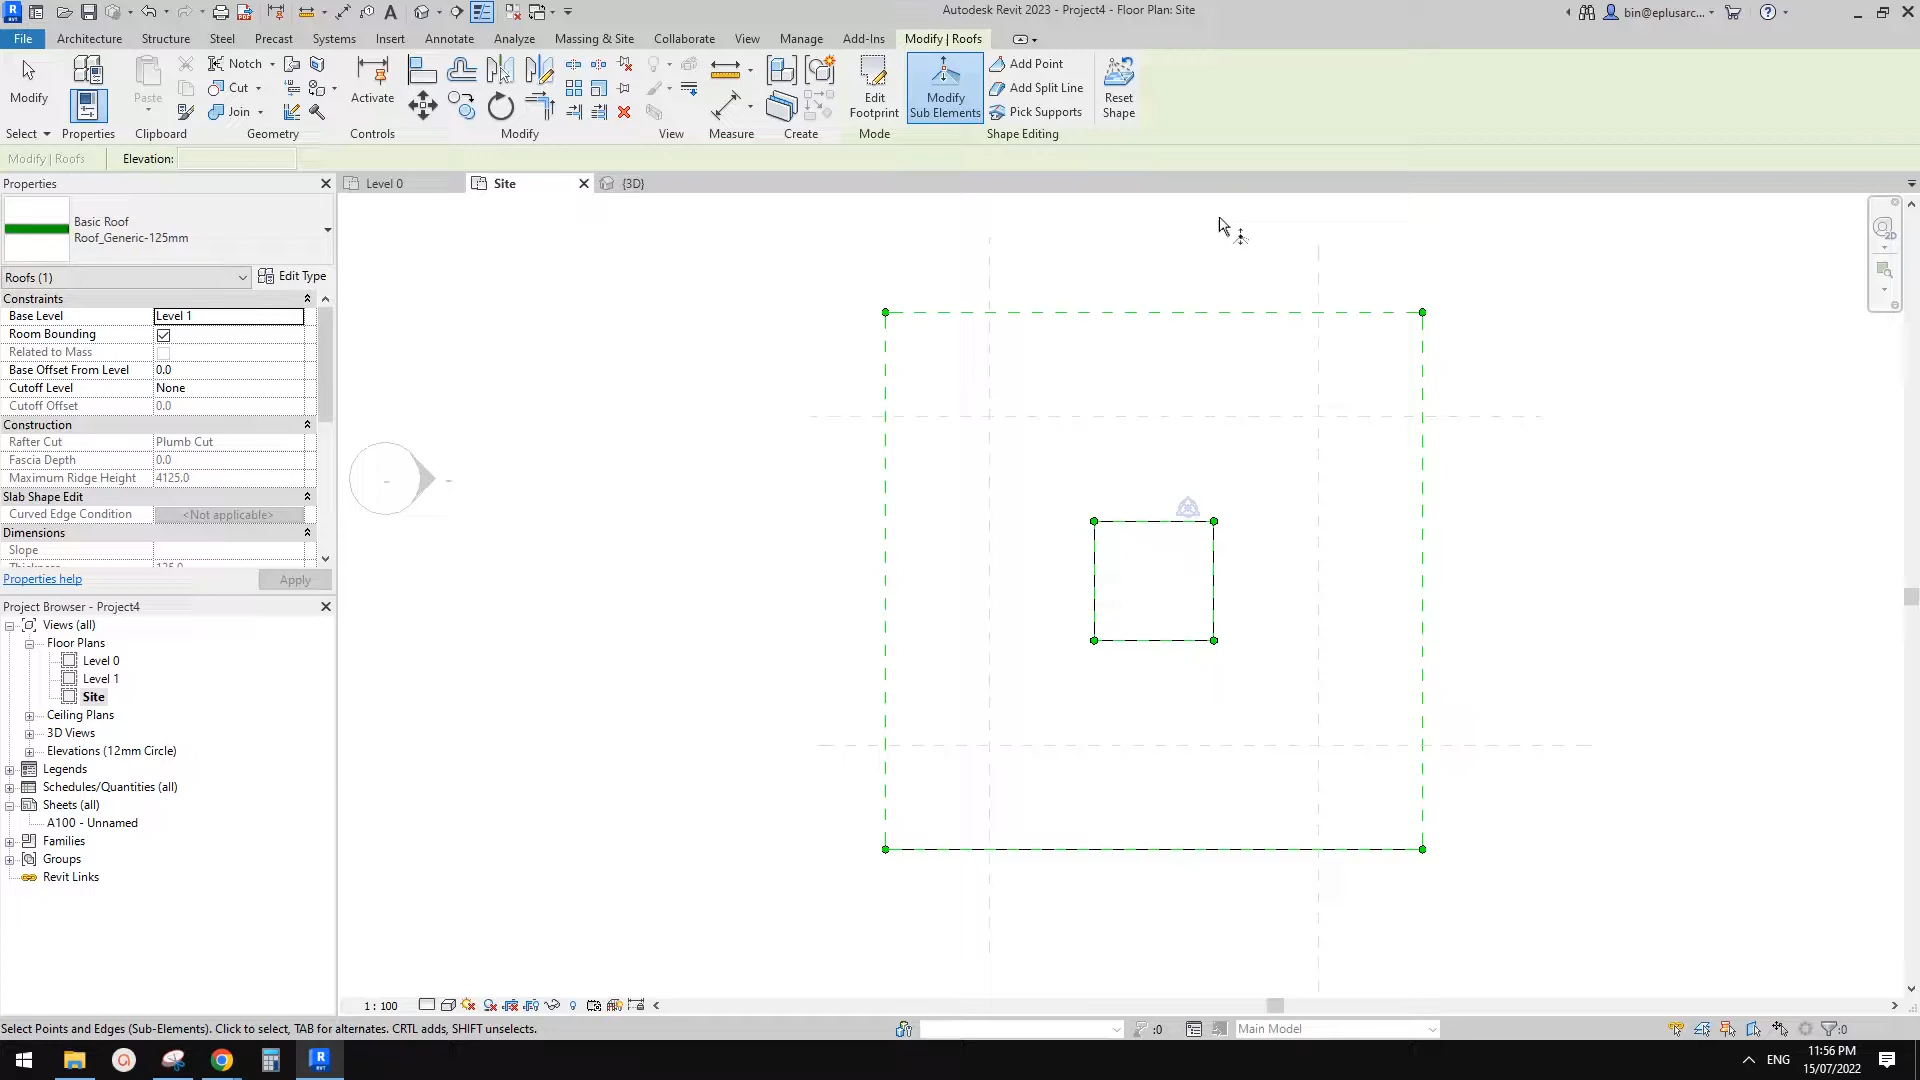 Autodesk Revit 2023 - Project4 - Floor Plan: Site
bin@eplusarc...
File Architecture Structure Steel Precast Systems Insert Annotate Analyze Massing & Site Collaborate View Manage Add-Ins Modify | Roofs
Modify
Paste
Notch
Cut
Join
Activate
Edit Footprint
Modify Sub Elements
Add Point
Add Split Line
Pick Supports
Reset Shape
Select Properties Clipboard Geometry Controls Modify View Measure Create Mode Shape Editing
Modify | Roofs Elevation:
Properties
Level 0 Site {3D}
Basic Roof
Roof_Generic-125mm
Roofs (1) Edit Type
Constraints
Base Level Level 1
Room Bounding
Related to Mass
Base Offset From Level 0.0
Cutoff Level None
Cutoff Offset 0.0
Construction
Rafter Cut Plumb Cut
Fascia Depth 0.0
Maximum Ridge Height 4125.0
Slab Shape Edit
Curved Edge Condition <Not applicable>
Dimensions
Slope
Thickness 125.0
Properties help Apply
Project Browser - Project4
Views (all)
Floor Plans
Level 0
Level 1
Site
Ceiling Plans
3D Views
Elevations (12mm Circle)
Legends
Schedules/Quantities (all)
Sheets (all)
A100 - Unnamed
Families
Groups
Revit Links
2D
1 : 100
Select Points and Edges (Sub-Elements). Click to select, TAB for alternates. CRTL adds, SHIFT unselects.
:0
Main Model
:0
ENG
11:56 PM
15/07/2022